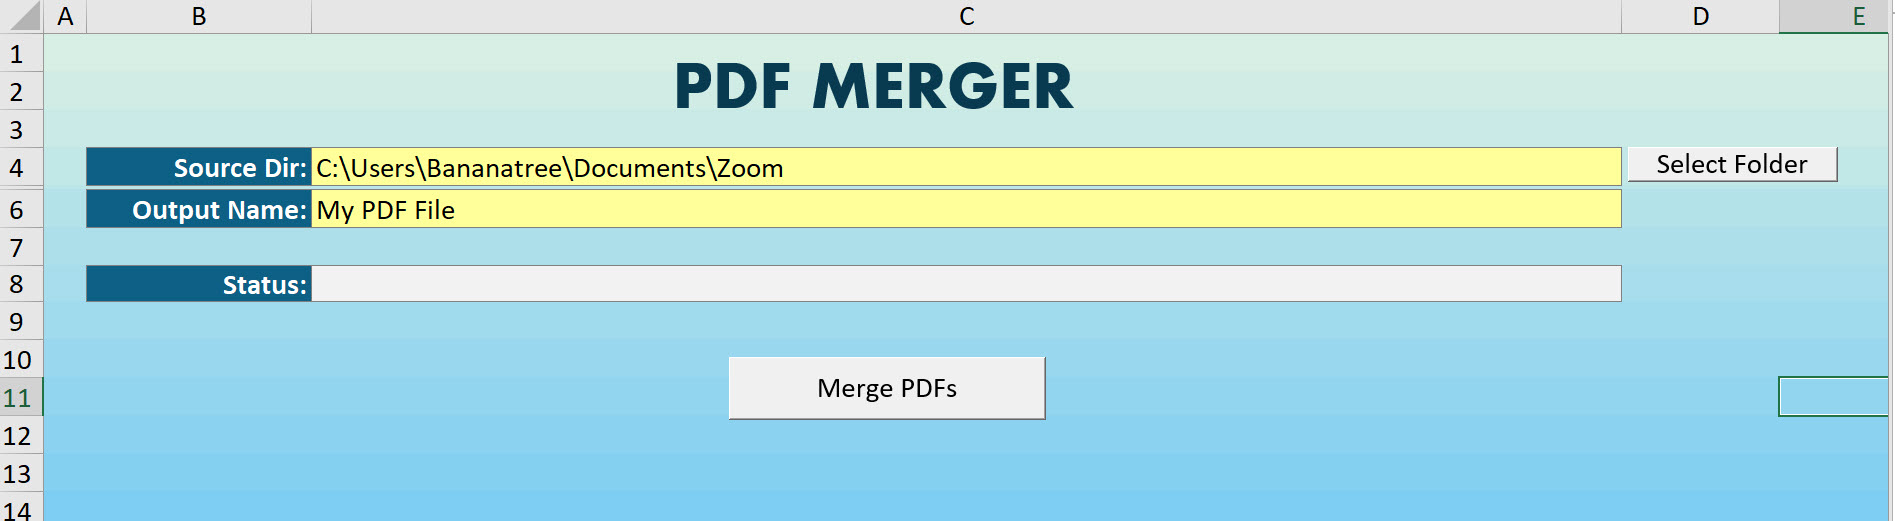 A B C D E
1
PDF MERGER
2
3
4 Source Dir: C:\Users\Bananatree\Documents\Zoom Select Folder
6 Output Name: My PDF File
7
8 Status:
9
10
Merge PDFs
11
12
13
14